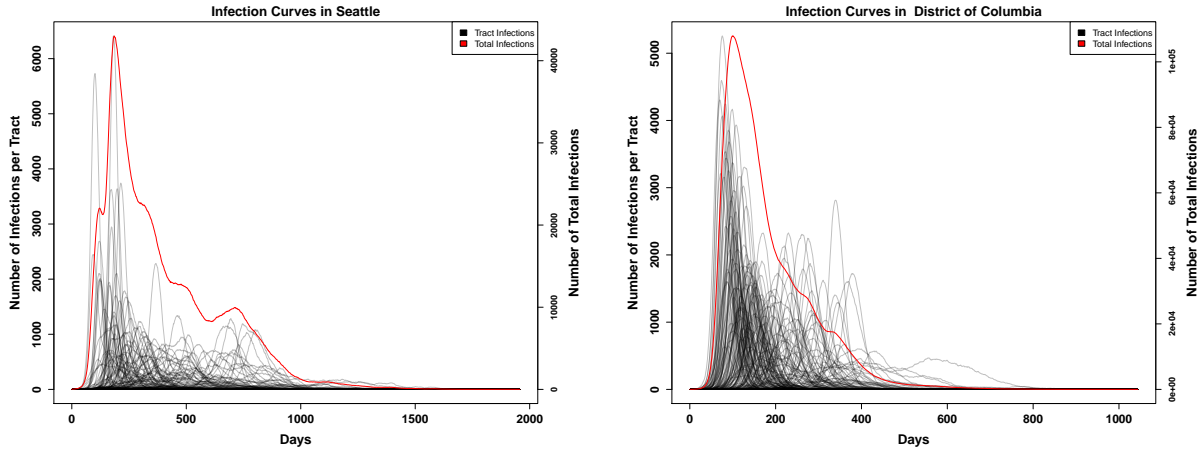 Infection Curves in Seattle
Tract Infections
Total Infections
Number of Infections per Tract
0
1000
2000
3000
4000
5000
6000
Number of Total Infections
0
10000
20000
30000
40000
0
500
1000
1500
2000
Days
Infection Curves in District of Columbia
Tract Infections
Total Infections
Number of Infections per Tract
0
1000
2000
3000
4000
5000
Number of Total Infections
0e+00
2e+04
4e+04
6e+04
8e+04
1e+05
0
200
400
600
800
1000
Days